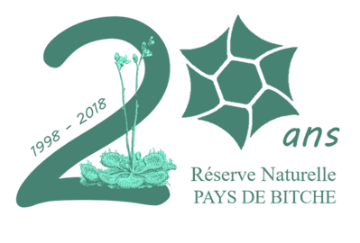 20 ans
1998 - 2018
Réserve Naturelle
PAYS DE BITCHE